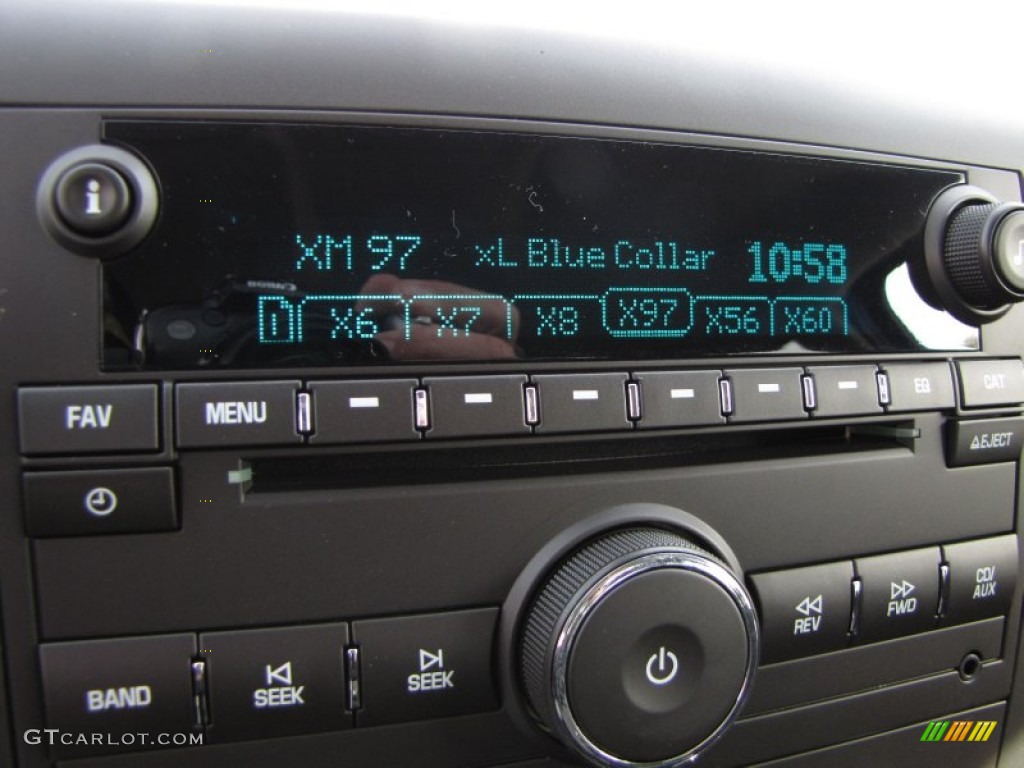 i
XM 97 xL Blue Collar 10:58
1 X6 X7 X8 X97 X56 X60
FAV MENU EQ CAT
EJECT
REV FWD CD/AUX
BAND SEEK SEEK
GTCARLOT.COM